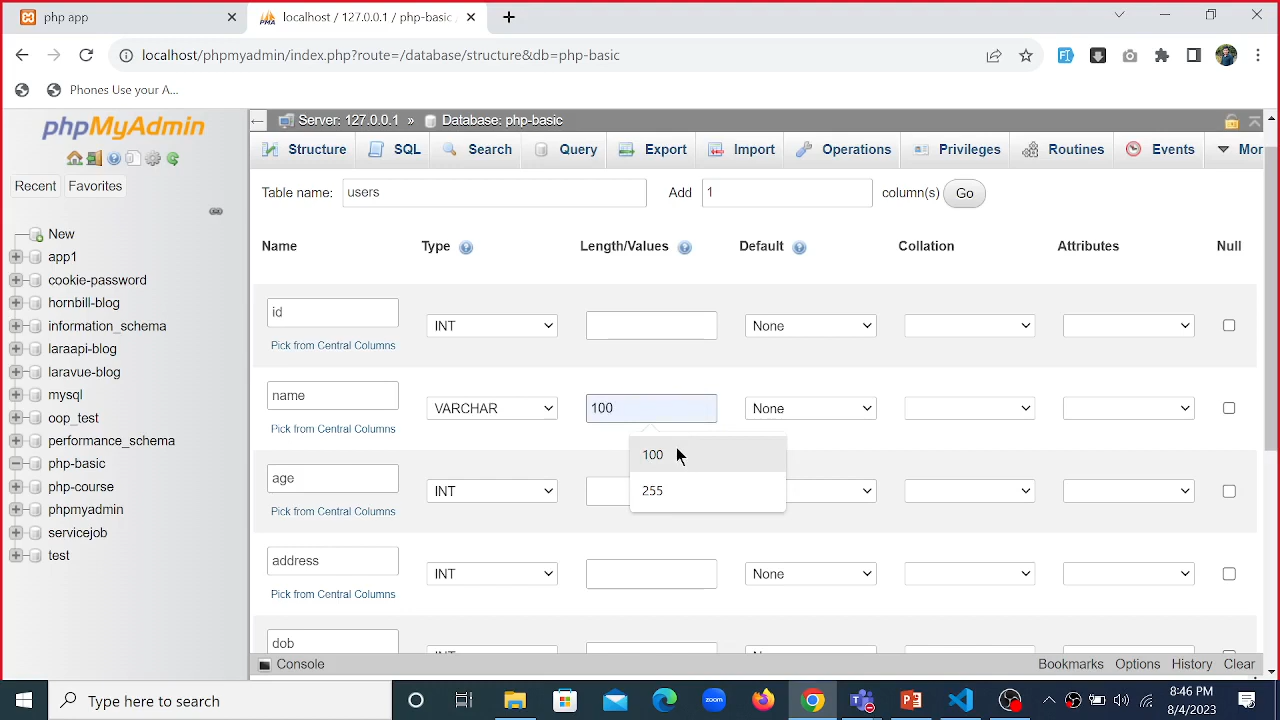 php app
localhost / 127.0.0.1 / php-basic
localhost/phpmyadmin/index.php?route=/database/structure&db=php-basic
Phones Use your A...
phpMyAdmin
Recent
Favorites
New
app1
cookie-password
hornbill-blog
information_schema
laraapi-blog
laravue-blog
mysql
oop_test
performance_schema
php-basic
php-course
phpmyadmin
servicejob
test
Server: 127.0.0.1 » Database: php-basic
Structure SQL Search Query Export Import Operations Privileges Routines Events Mor
Table name: users Add 1 column(s) Go
Name Type Length/Values Default Collation Attributes Null
id INT None
Pick from Central Columns
name VARCHAR 100 None
Pick from Central Columns
100
255
age INT
Pick from Central Columns
address INT None
Pick from Central Columns
dob
Console Bookmarks Options History Clear
Type here to search
zoom
8:46 PM
8/4/2023